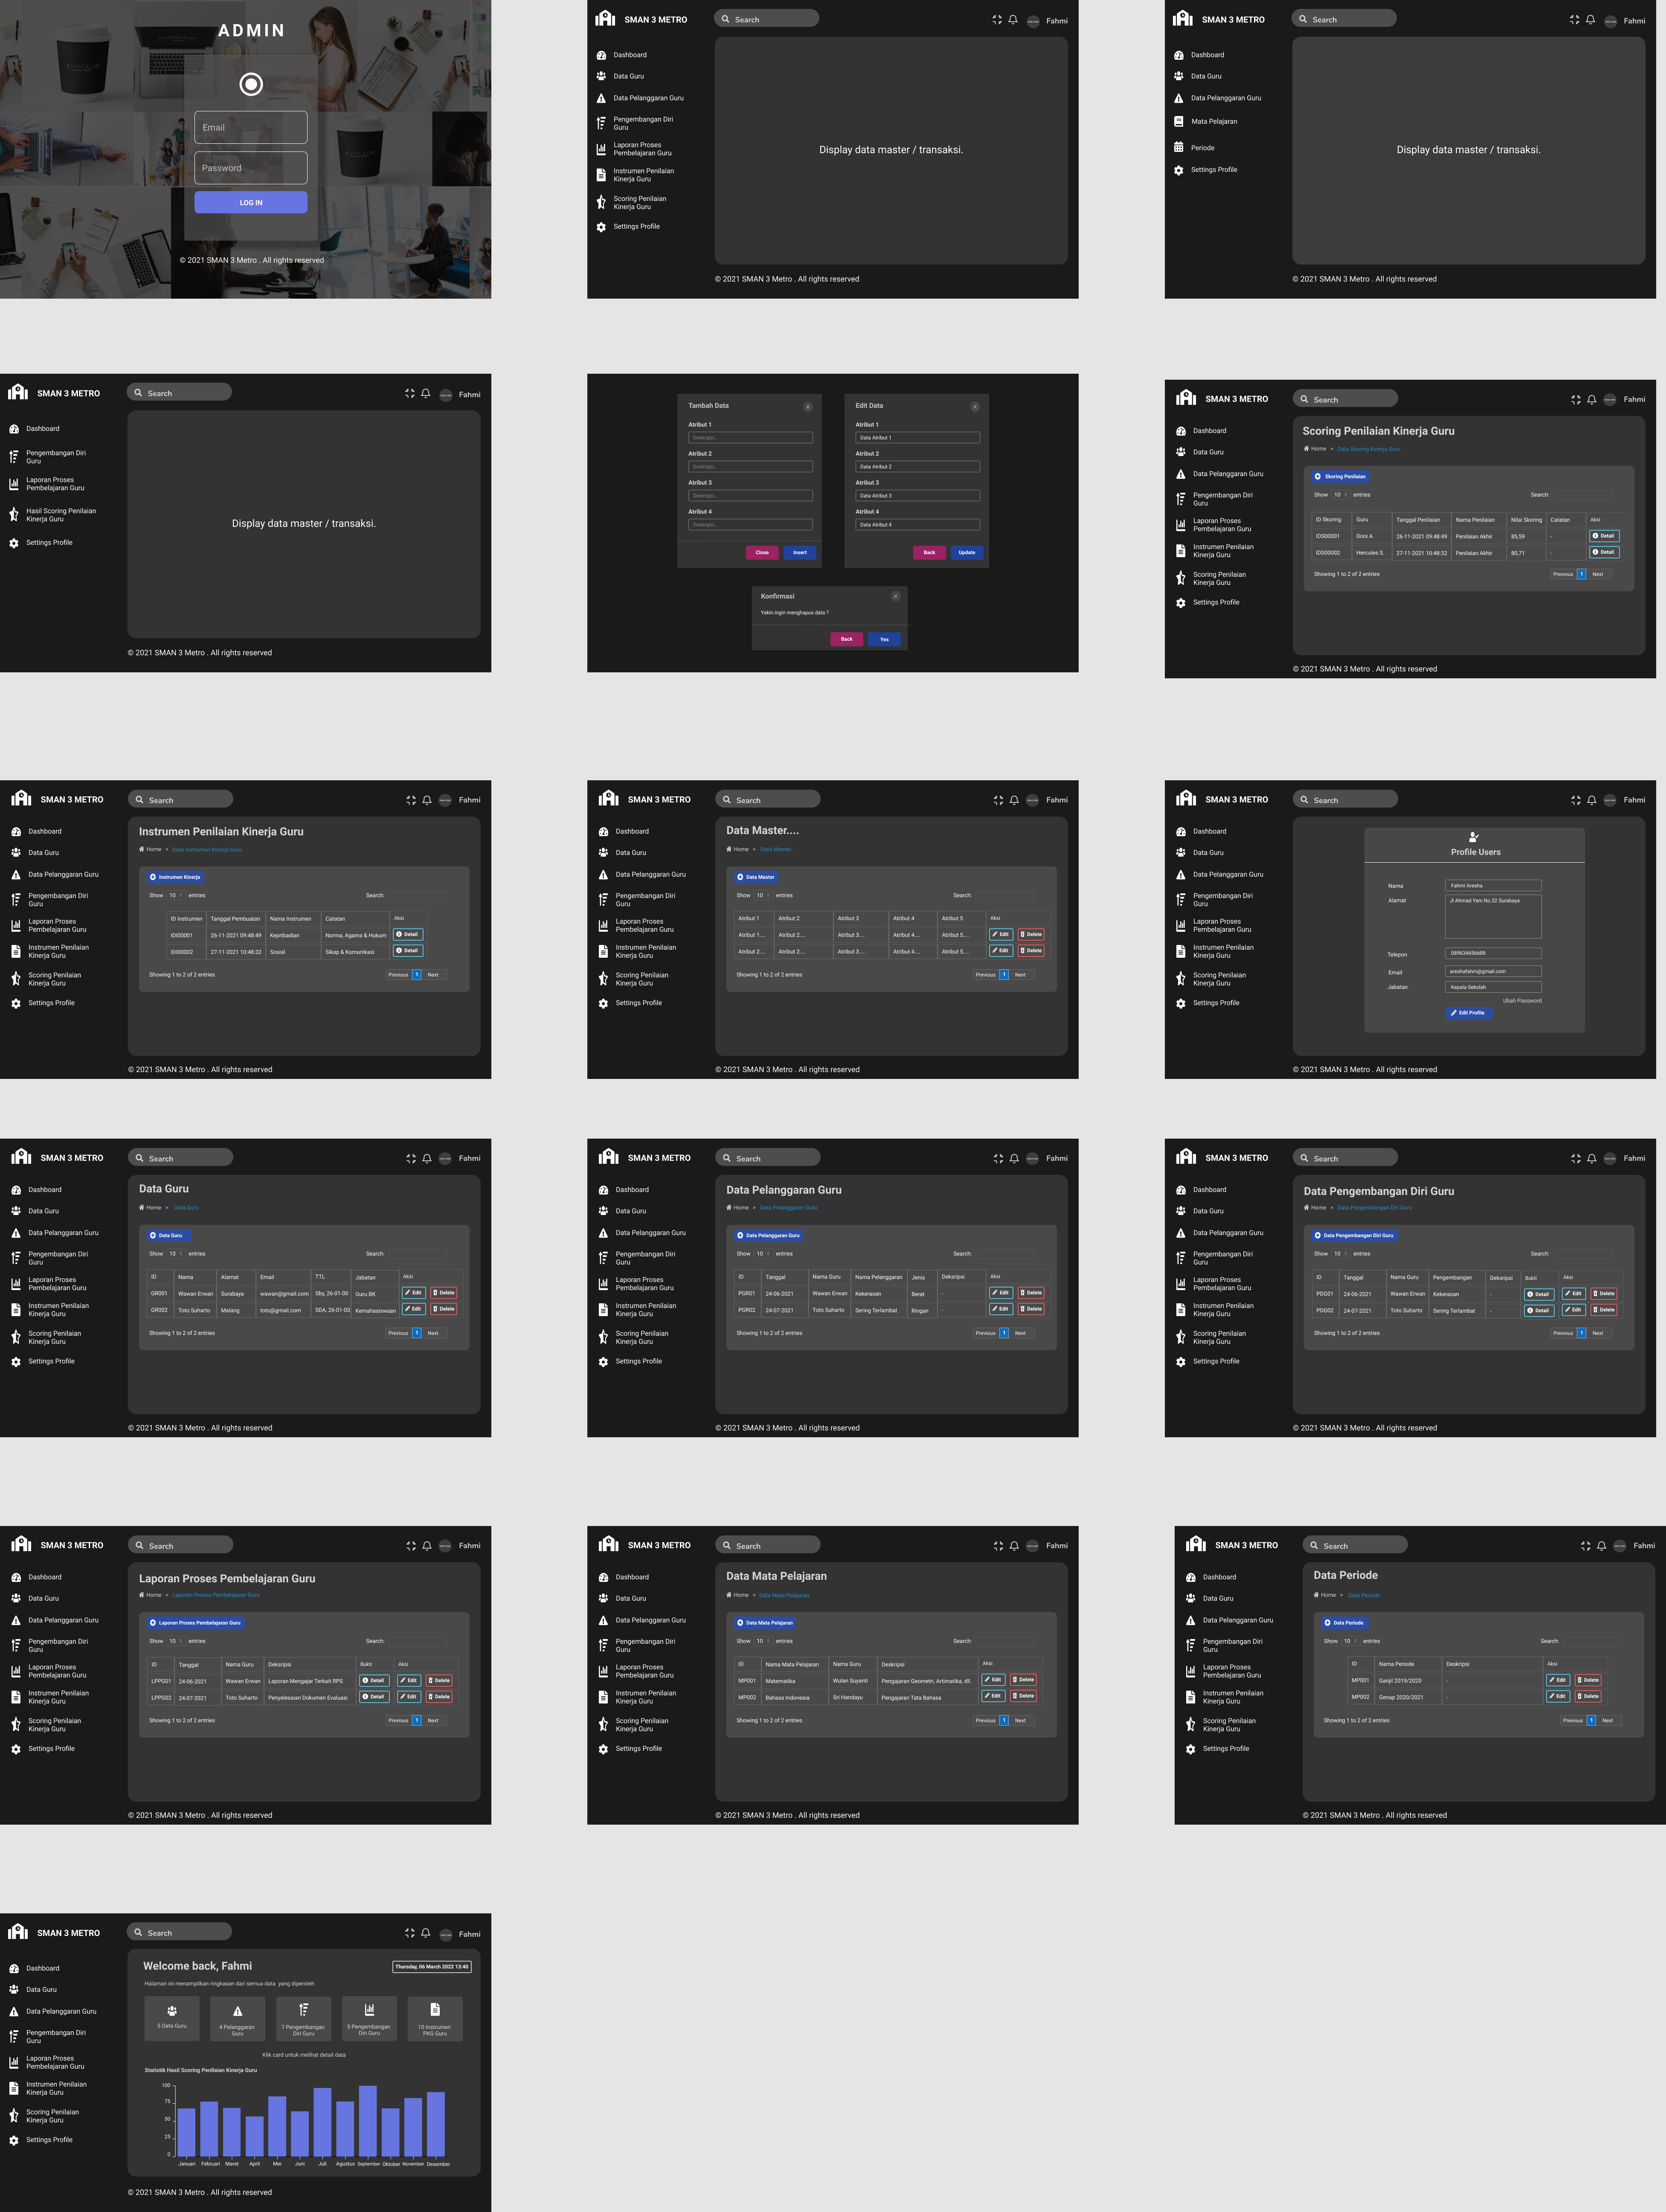 ADMIN
Email
Password
LOG IN
© 2021 SMAN 3 Metro . All rights reserved
SMAN 3 METRO
Search
Fahmi
Dashboard
Data Guru
Data Pelanggaran Guru
Pengembangan Diri
Guru
Laporan Proses
Pembelajaran Guru
Instrumen Penilaian
Kinerja Guru
Scoring Penilaian
Kinerja Guru
Settings Profile
Display data master / transaksi.
© 2021 SMAN 3 Metro . All rights reserved
SMAN 3 METRO
Search
Fahmi
Dashboard
Data Guru
Data Pelanggaran Guru
Mata Pelajaran
Periode
Settings Profile
Display data master / transaksi.
© 2021 SMAN 3 Metro . All rights reserved
SMAN 3 METRO
Search
Fahmi
Dashboard
Pengembangan Diri
Guru
Laporan Proses
Pembelajaran Guru
Hasil Scoring Penilaian
Kinerja Guru
Settings Profile
Display data master / transaksi.
© 2021 SMAN 3 Metro . All rights reserved
Tambah Data
Atribut 1
Deskripsi...
Atribut 2
Deskripsi...
Atribut 3
Deskripsi...
Atribut 4
Deskripsi...
Close Insert
Edit Data
Atribut 1
Data Atribut 1
Atribut 2
Data Atribut 2
Atribut 3
Data Atribut 3
Atribut 4
Data Atribut 4
Back Update
Konfirmasi
Yakin ingin menghapus data ?
Back Yes
SMAN 3 METRO
Search
Fahmi
Dashboard
Data Guru
Data Pelanggaran Guru
Pengembangan Diri
Guru
Laporan Proses
Pembelajaran Guru
Instrumen Penilaian
Kinerja Guru
Scoring Penilaian
Kinerja Guru
Settings Profile
Scoring Penilaian Kinerja Guru
Home > Data Scoring Kinerja Guru
Skoring Penilaian
Show 10 entries Search:
ID Skoring Guru Tanggal Penilaian Nama Penilaian Nilai Skoring Catatan Aksi
IDS00001 Doni A. 26-11-2021 09:48:49 Penilaian Akhir 85,59 - Detail
IDS00002 Hercules S. 27-11-2021 10:48:32 Penilaian Akhir 80,71 - Detail
Showing 1 to 2 of 2 entries Previous 1 Next
© 2021 SMAN 3 Metro . All rights reserved
SMAN 3 METRO
Search
Fahmi
Dashboard
Data Guru
Data Pelanggaran Guru
Pengembangan Diri
Guru
Laporan Proses
Pembelajaran Guru
Instrumen Penilaian
Kinerja Guru
Scoring Penilaian
Kinerja Guru
Settings Profile
Instrumen Penilaian Kinerja Guru
Home > Data Instrumen Kinerja Guru
Instrumen Kinerja
Show 10 entries Search:
ID Instrumen Tanggal Pembuatan Nama Instrumen Catatan Aksi
IDI00001 26-11-2021 09:48:49 Kepribadian Norma, Agama & Hukum Detail
IDI00002 27-11-2021 10:48:32 Sosial Sikap & Komunikasi Detail
Showing 1 to 2 of 2 entries Previous 1 Next
© 2021 SMAN 3 Metro . All rights reserved
SMAN 3 METRO
Search
Fahmi
Dashboard
Data Guru
Data Pelanggaran Guru
Pengembangan Diri
Guru
Laporan Proses
Pembelajaran Guru
Instrumen Penilaian
Kinerja Guru
Scoring Penilaian
Kinerja Guru
Settings Profile
Data Master....
Home > Data Master...
Data Master
Show 10 entries Search:
Atribut 1 Atribut 2 Atribut 3 Atribut 4 Atribut 5 Aksi
Atribut 1.... Atribut 2.... Atribut 3.... Atribut 4.... Atribut 5.... Edit Delete
Atribut 2.... Atribut 2.... Atribut 3.... Atribut 4.... Atribut 5.... Edit Delete
Showing 1 to 2 of 2 entries Previous 1 Next
© 2021 SMAN 3 Metro . All rights reserved
SMAN 3 METRO
Search
Fahmi
Dashboard
Data Guru
Data Pelanggaran Guru
Pengembangan Diri
Guru
Laporan Proses
Pembelajaran Guru
Instrumen Penilaian
Kinerja Guru
Scoring Penilaian
Kinerja Guru
Settings Profile
Profile Users
Nama Fahmi Aresha
Alamat Jl Ahmad Yani No.32 Surabaya
Telepon 089634656688
Email areshafahm@gmail.com
Jabatan Kepala Sekolah
Ubah Password
Edit Profile
© 2021 SMAN 3 Metro . All rights reserved
SMAN 3 METRO
Search
Fahmi
Dashboard
Data Guru
Data Pelanggaran Guru
Pengembangan Diri
Guru
Laporan Proses
Pembelajaran Guru
Instrumen Penilaian
Kinerja Guru
Scoring Penilaian
Kinerja Guru
Settings Profile
Data Guru
Home > Data Guru
Data Guru
Show 10 entries Search:
ID Nama Alamat Email TTL Jabatan Aksi
GR001 Wawan Erwan Surabaya wawan@gmail.com Sby, 26-01-00 Guru BK Edit Delete
GR002 Toto Suharto Malang toto@gmail.com SDA, 26-01-00 Kemahasiswaan Edit Delete
Showing 1 to 2 of 2 entries Previous 1 Next
© 2021 SMAN 3 Metro . All rights reserved
SMAN 3 METRO
Search
Fahmi
Dashboard
Data Guru
Data Pelanggaran Guru
Pengembangan Diri
Guru
Laporan Proses
Pembelajaran Guru
Instrumen Penilaian
Kinerja Guru
Scoring Penilaian
Kinerja Guru
Settings Profile
Data Pelanggaran Guru
Home > Data Pelanggaran Guru
Data Pelanggaran Guru
Show 10 entries Search:
ID Tanggal Nama Guru Nama Pelanggaran Jenis Deksripsi Aksi
PGR01 24-06-2021 Wawan Erwan Kekerasan Berat - Edit Delete
PGR02 24-07-2021 Toto Suharto Sering Terlambat Ringan - Edit Delete
Showing 1 to 2 of 2 entries Previous 1 Next
© 2021 SMAN 3 Metro . All rights reserved
SMAN 3 METRO
Search
Fahmi
Dashboard
Data Guru
Data Pelanggaran Guru
Pengembangan Diri
Guru
Laporan Proses
Pembelajaran Guru
Instrumen Penilaian
Kinerja Guru
Scoring Penilaian
Kinerja Guru
Settings Profile
Data Pengembangan Diri Guru
Home > Data Pengembangan Diri Guru
Data Pengembangan Diri Guru
Show 10 entries Search:
ID Tanggal Nama Guru Pengembangan Deksripsi Bukti Aksi
PDG01 24-06-2021 Wawan Erwan Kekerasan - Detail Edit Delete
PDG02 24-07-2021 Toto Suharto Sering Terlambat - Detail Edit Delete
Showing 1 to 2 of 2 entries Previous 1 Next
© 2021 SMAN 3 Metro . All rights reserved
SMAN 3 METRO
Search
Fahmi
Dashboard
Data Guru
Data Pelanggaran Guru
Pengembangan Diri
Guru
Laporan Proses
Pembelajaran Guru
Instrumen Penilaian
Kinerja Guru
Scoring Penilaian
Kinerja Guru
Settings Profile
Laporan Proses Pembelajaran Guru
Home > Laporan Proses Pembelajaran Guru
Laporan Proses Pembelajaran Guru
Show 10 entries Search:
ID Tanggal Nama Guru Deksripsi Bukti Aksi
LPPG01 24-06-2021 Wawan Erwan Laporan Mengajar Terkait RPS Detail Edit Delete
LPPG02 24-07-2021 Toto Suharto Penyelesaian Dokumen Evaluasi Detail Edit Delete
Showing 1 to 2 of 2 entries Previous 1 Next
© 2021 SMAN 3 Metro . All rights reserved
SMAN 3 METRO
Search
Fahmi
Dashboard
Data Guru
Data Pelanggaran Guru
Pengembangan Diri
Guru
Laporan Proses
Pembelajaran Guru
Instrumen Penilaian
Kinerja Guru
Scoring Penilaian
Kinerja Guru
Settings Profile
Data Mata Pelajaran
Home > Data Mata Pelajaran
Data Mata Pelajaran
Show 10 entries Search:
ID Nama Mata Pelajaran Nama Guru Deskripsi Aksi
MP001 Matematika Wulan Suyanti Pengajaran Geometri, Artimatika, dll. Edit Delete
MP002 Bahasa Indonesia Sri Handayu Pengajaran Tata Bahasa Edit Delete
Showing 1 to 2 of 2 entries Previous 1 Next
© 2021 SMAN 3 Metro . All rights reserved
SMAN 3 METRO
Search
Fahmi
Dashboard
Data Guru
Data Pelanggaran Guru
Pengembangan Diri
Guru
Laporan Proses
Pembelajaran Guru
Instrumen Penilaian
Kinerja Guru
Scoring Penilaian
Kinerja Guru
Settings Profile
Data Periode
Home > Data Periode
Data Periode
Show 10 entries Search:
ID Nama Periode Deskripsi Aksi
MP001 Ganjil 2019/2020 - Edit Delete
MP002 Genap 2020/2021 - Edit Delete
Showing 1 to 2 of 2 entries Previous 1 Next
© 2021 SMAN 3 Metro . All rights reserved
SMAN 3 METRO
Search
Fahmi
Dashboard
Data Guru
Data Pelanggaran Guru
Pengembangan Diri
Guru
Laporan Proses
Pembelajaran Guru
Instrumen Penilaian
Kinerja Guru
Scoring Penilaian
Kinerja Guru
Settings Profile
Welcome back, Fahmi
Thursday, 06 March 2022 13:40
Halaman ini menampilkan ringkasan dari semua data yang diperoleh
5 Data Guru
4 Pelanggaran
Guru
7 Pengembangan
Diri Guru
5 Pengembangan
Diri Guru
10 Instrumen
PKG Guru
Klik card untuk melihat detail data
Statistik Hasil Scoring Penilaian Kinerja Guru
100
75
50
25
0
Januari Februari Maret April Mei Juni Juli Agustus September Oktober November Desember
© 2021 SMAN 3 Metro . All rights reserved